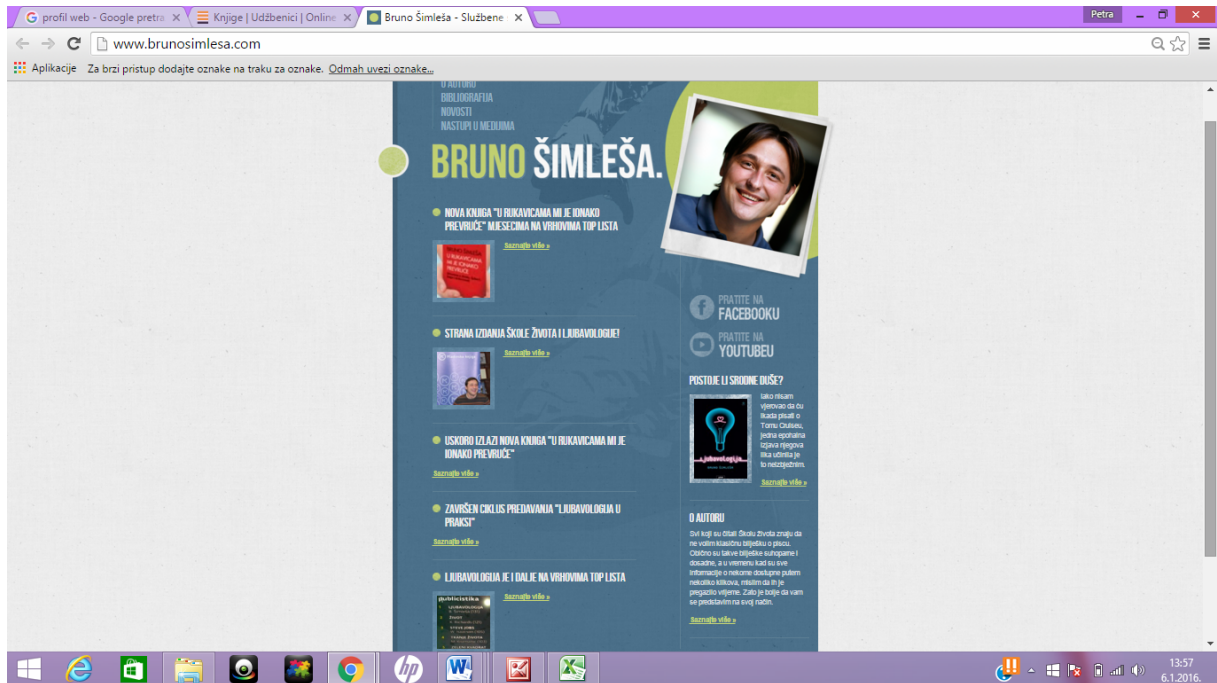 profil web - Google pretra
Knjige | Udžbenici | Online
Bruno Šimleša - Službene
Petra
www.brunosimlesa.com
Aplikacije Za brzi pristup dodajte oznake na traku za oznake. Odmah uvezi oznake...
O AUTORU
BIBLIOGRAFIJA
NOVOSTI
NASTUPI U MEDIJIMA
BRUNO ŠIMLEŠA.
NOVA KNJIGA "U RUKAVICAMA MI JE IONAKO
PREVRUĆE" MJESECIMA NA VRHOVIMA TOP LISTA
Saznajte više »
U RUKAVICAMA
MI JE IONAKO
PREVRUĆE
STRANA IZDANJA ŠKOLE ŽIVOTA I LJUBAVOLOGIJE!
Saznajte više »
USKORO IZLAZI NOVA KNJIGA "U RUKAVICAMA MI JE
IONAKO PREVRUĆE"
Saznajte više »
ZAVRŠEN CIKLUS PREDAVANJA "LJUBAVOLOGIJA U
PRAKSI"
Saznajte više »
LJUBAVOLOGIJA JE I DALJE NA VRHOVIMA TOP LISTA
Saznajte više »
publicistika
PRATITE NA
FACEBOOKU
PRATITE NA
YOUTUBEU
POSTOJE LI SRODNE DUŠE?
Ljubavologija
Iako nisam
vjerovao da ću
ikada pisati o
Tomu Cruiseu,
jedna epohalna
izjava njegova
lika učinila je
to neizbježnim.
Saznajte više »
O AUTORU
Svi koji su čitali Školu života znaju da
ne volim klasičnu bilješku o piscu.
Obično su takve bilješke suhoparne i
dosadne, a u vremenu kad su sve
informacije o nekome dostupne putem
nekoliko klikova, mislim da ih je
pregazilo vrijeme. Zato je bolje da vam
se predstavim na svoj način.
Saznajte više »
hp
13:57
6.1.2016.